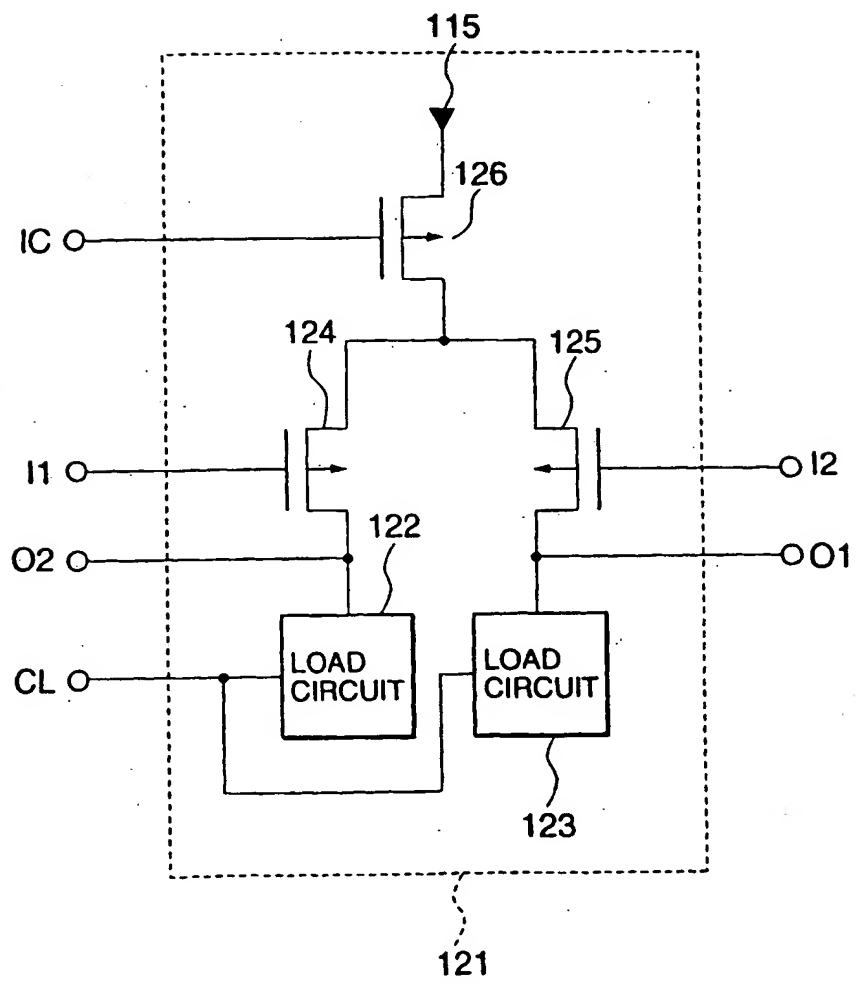 115
126
IC
124
125
I1
I2
122
O2
O1
LOAD
CIRCUIT
LOAD
CIRCUIT
CL
123
121